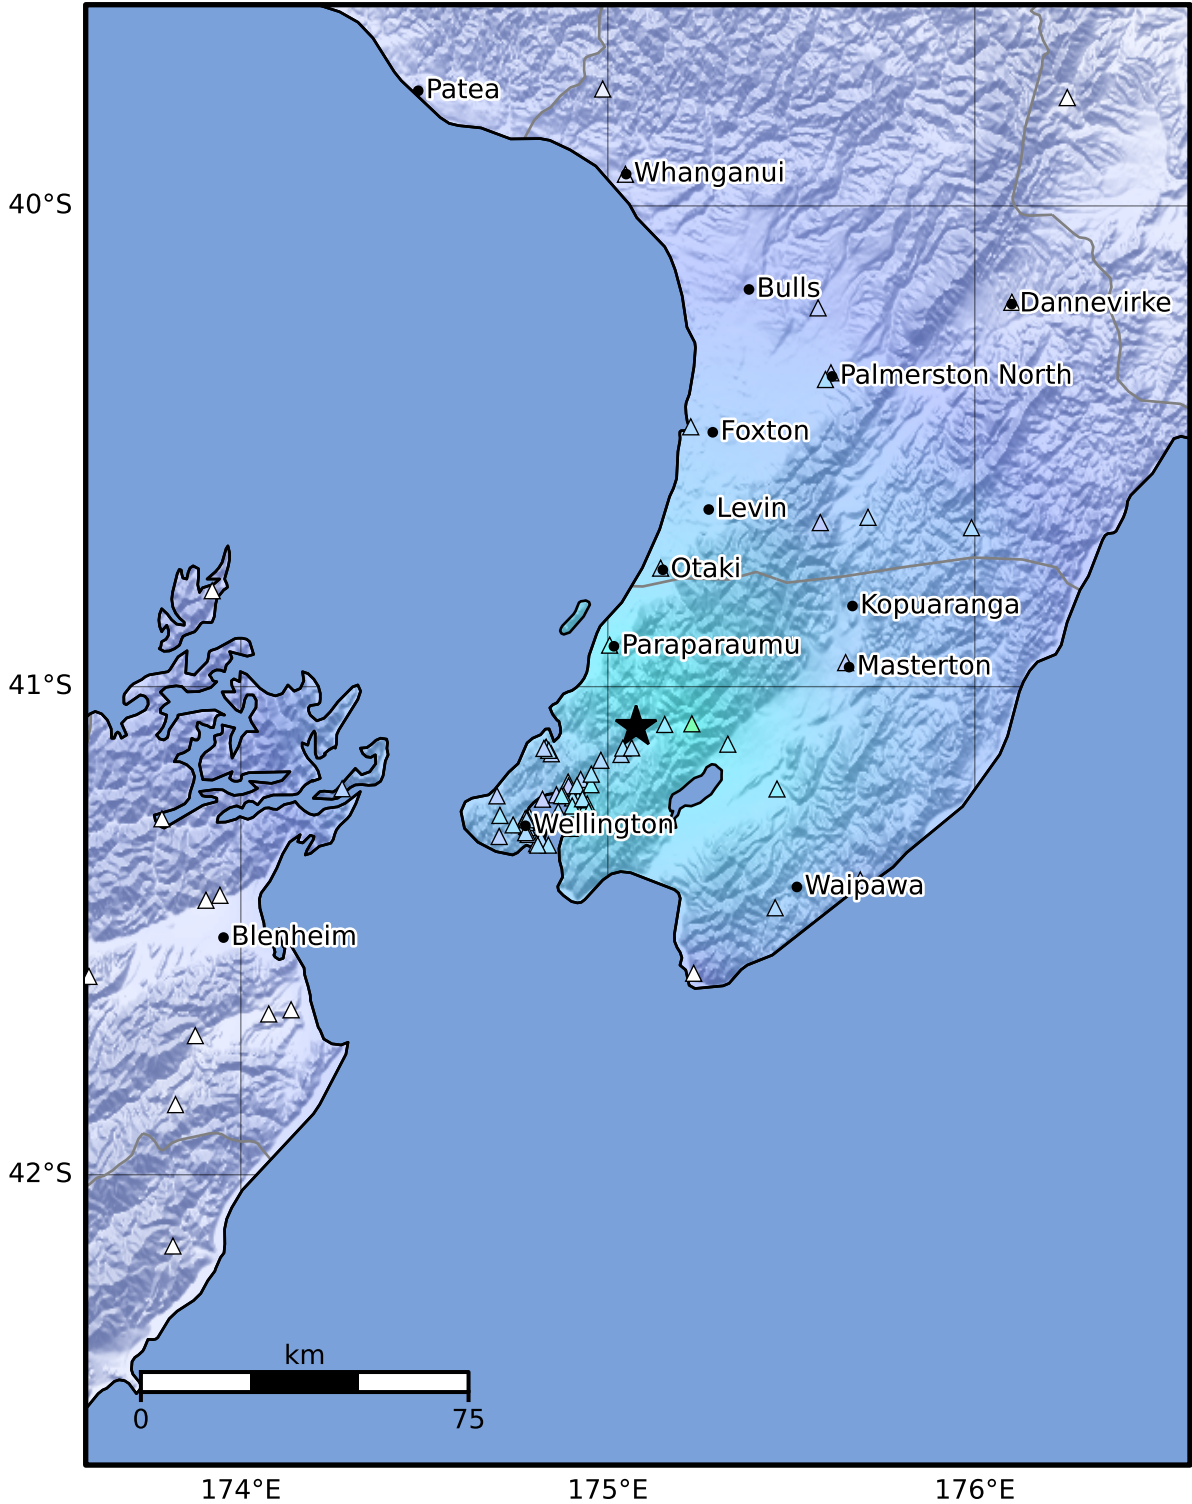 Patea
Whanganui
40°S
Bulls
Dannevirke
Palmerston North
Foxton
Levin
Otaki
Kopuaranga
Paraparaumu
Masterton
41°S
Wellington
Waipawa
Blenheim
42°S
km
0 75
174°E 175°E 176°E